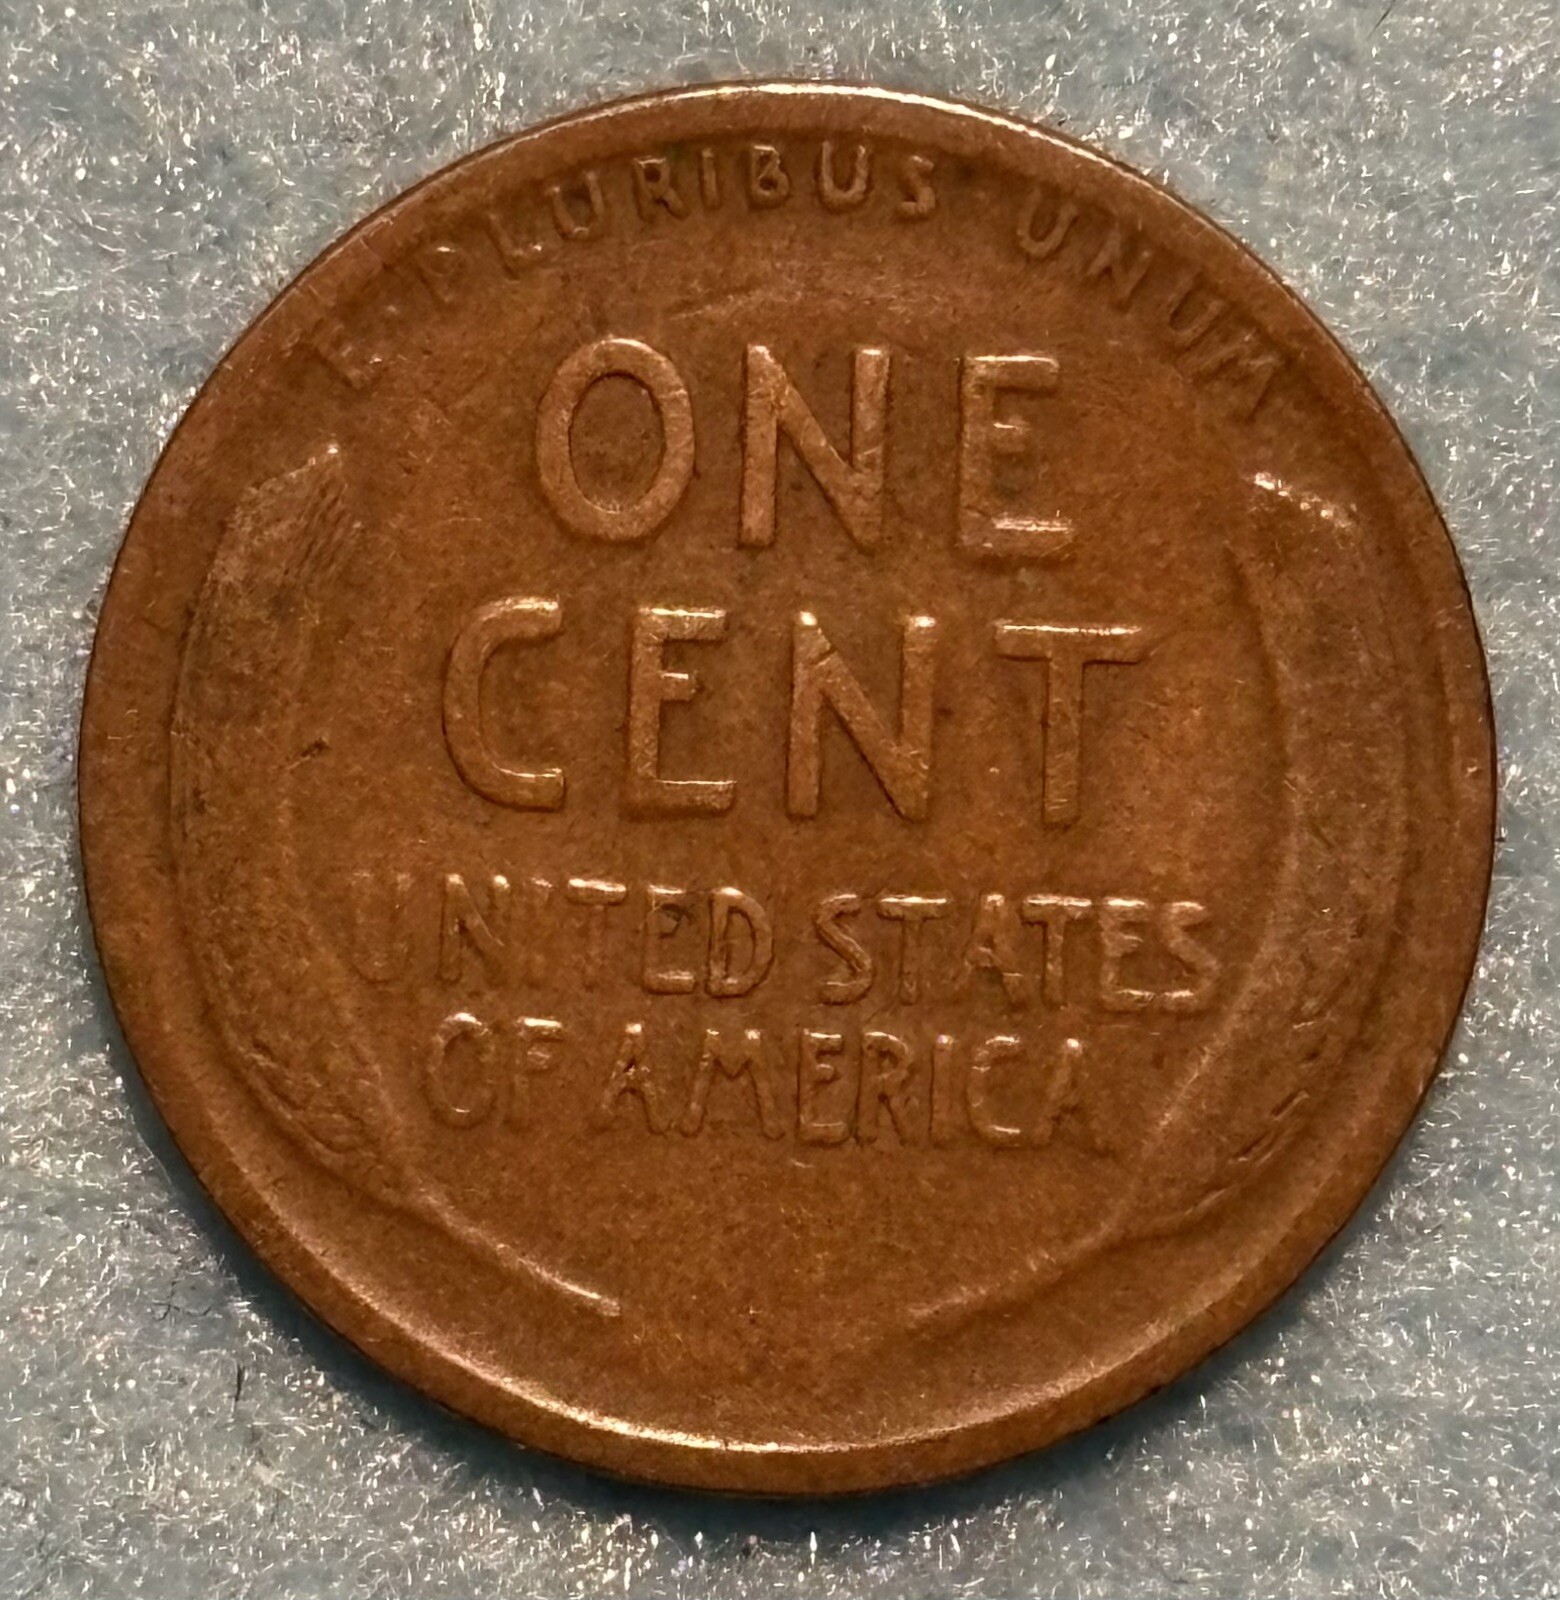 E·PLURIBUS·UNUM
ONE
CENT
UNITED STATES
OF AMERICA